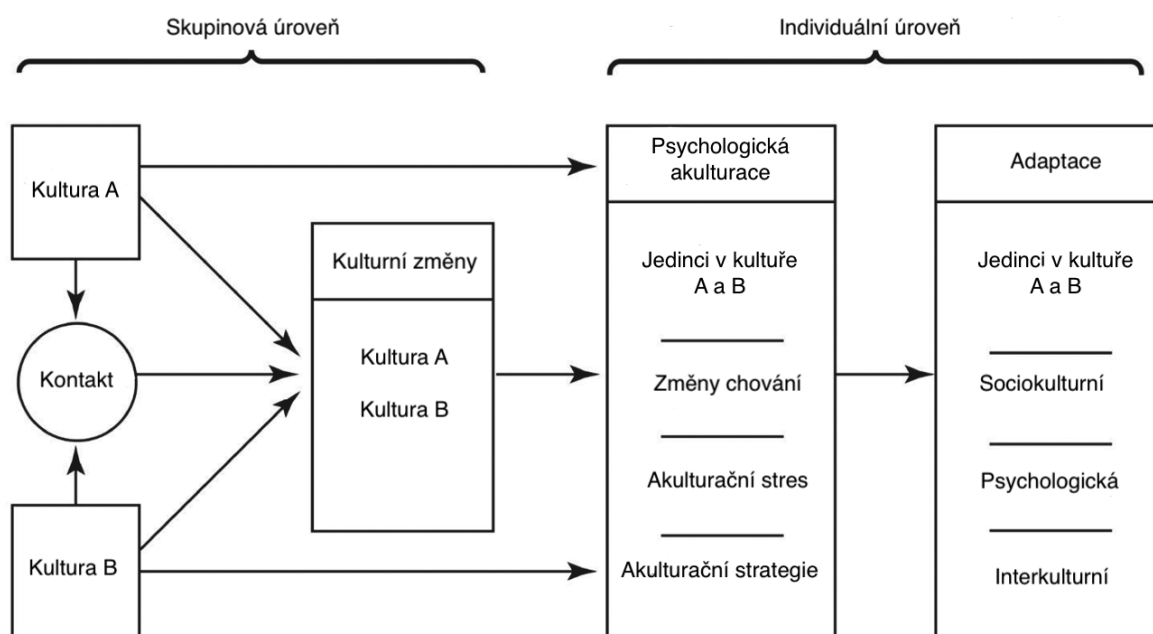 Skupinová úroveň
Individuální úroveň
Kultura A
Kontakt
Kultura B
Kulturní změny
Kultura A
Kultura B
Psychologická
akulturace
Jedinci v kultuře
A a B
Změny chování
Akulturační stres
Akulturační strategie
Adaptace
Jedinci v kultuře
A a B
Sociokulturní
Psychologická
Interkulturní